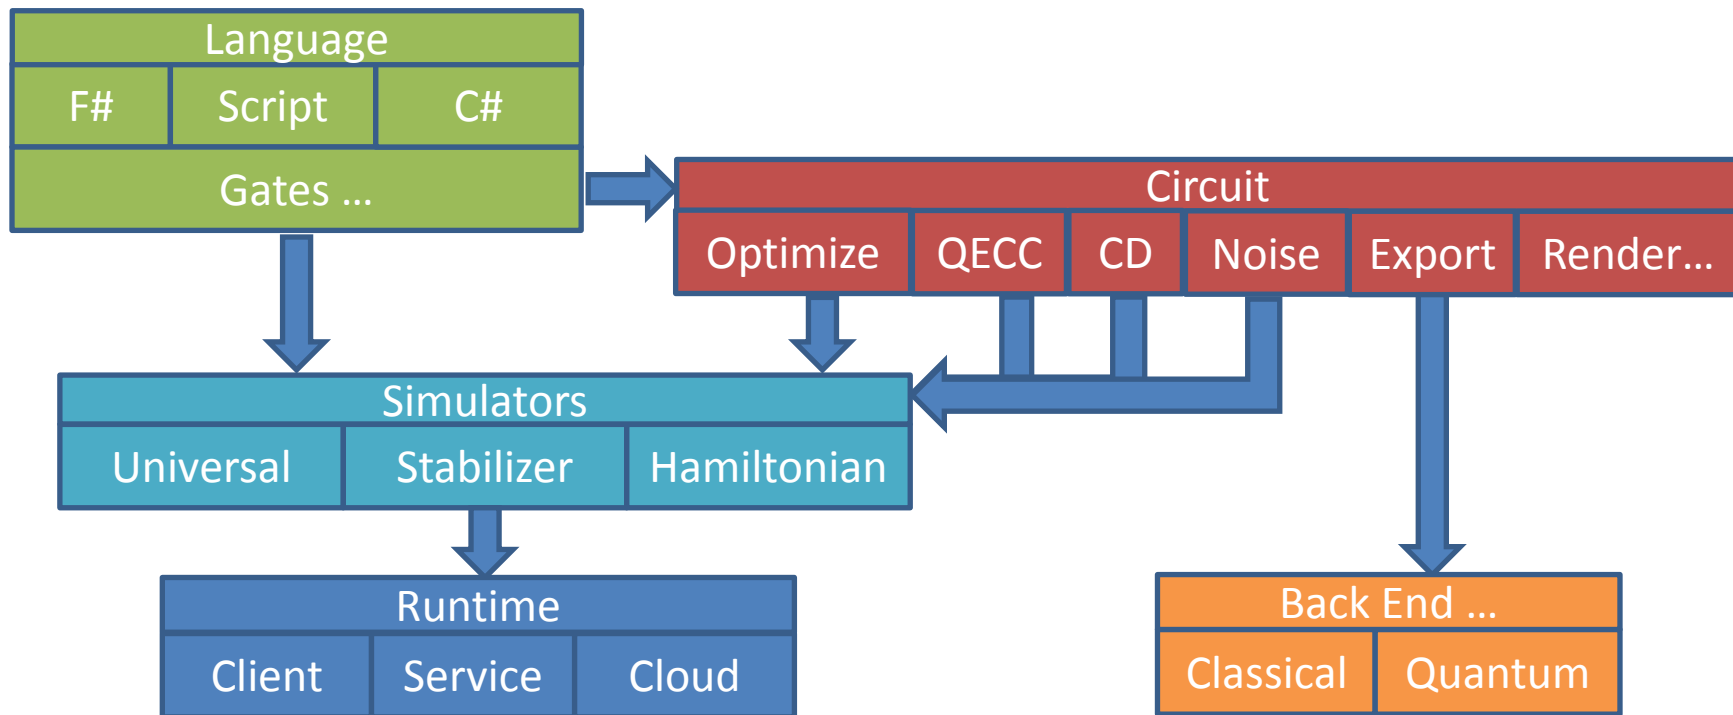 Language
F# Script C#
Gates ...
Circuit
Optimize QECC CD Noise Export Render...
Simulators
Universal Stabilizer Hamiltonian
Runtime
Client Service Cloud
Back End ...
Classical Quantum